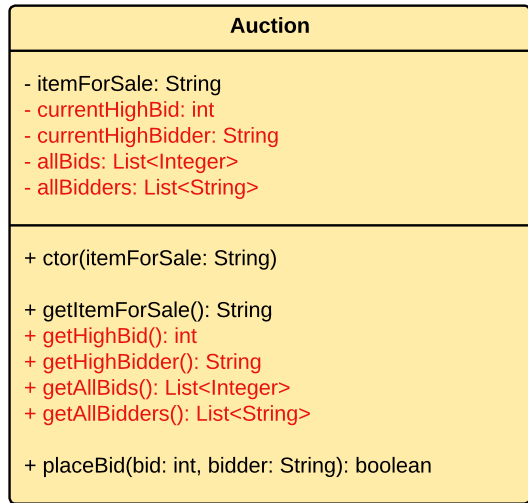 Auction
- itemForSale: String
- currentHighBid: int
- currentHighBidder: String
- allBids: List<Integer>
- allBidders: List<String>
+ ctor(itemForSale: String)
+ getItemForSale(): String
+ getHighBid(): int
+ getHighBidder(): String
+ getAllBids(): List<Integer>
+ getAllBidders(): List<String>
+ placeBid(bid: int, bidder: String): boolean